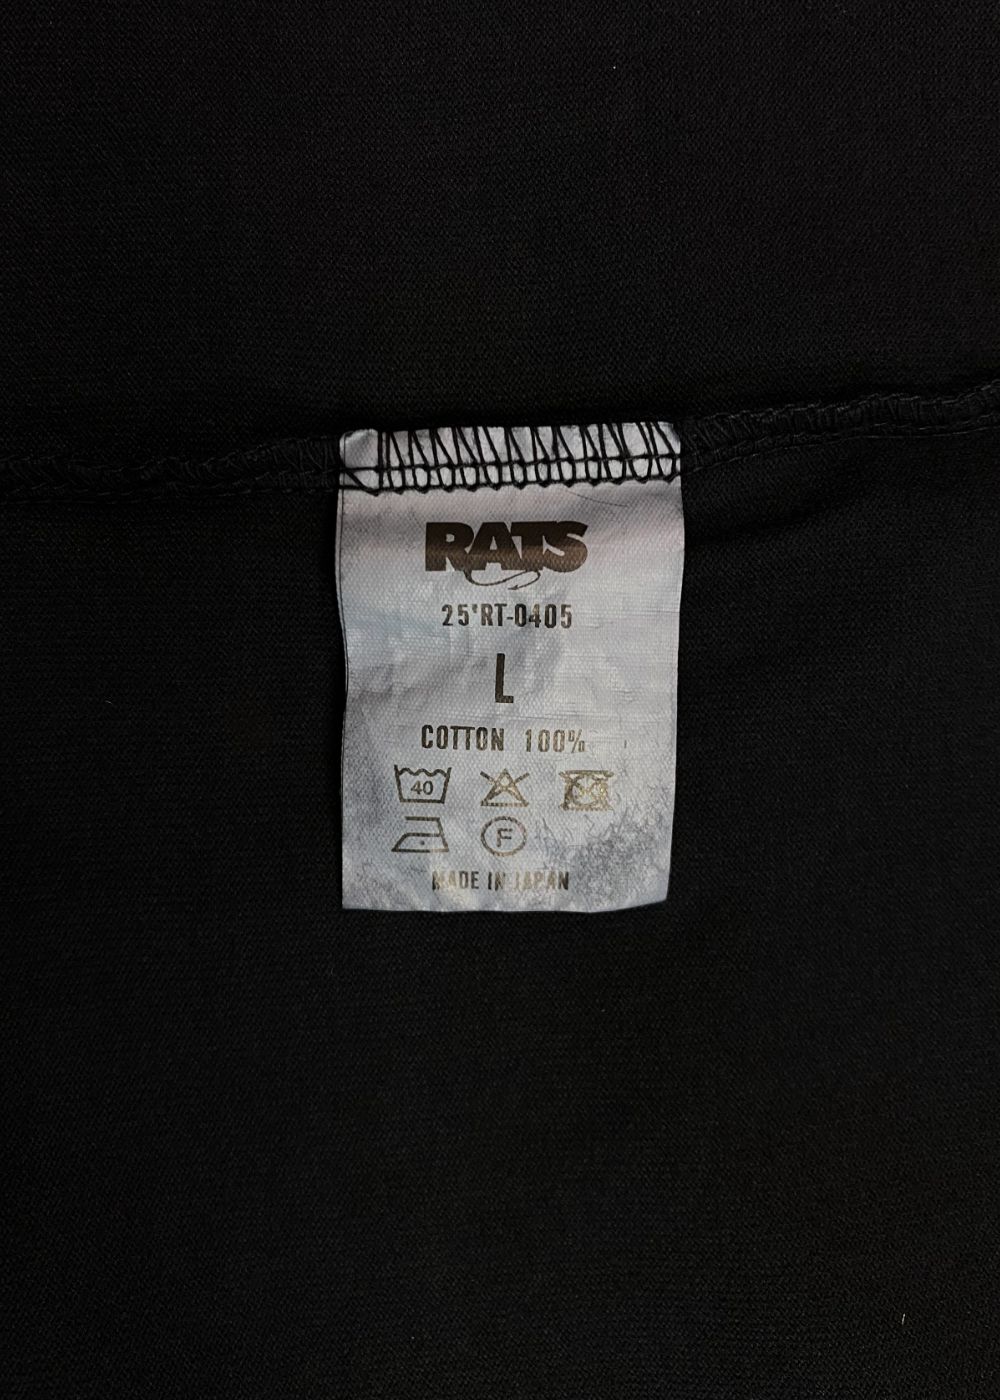 RATS
25'RT-0405
L
COTTON 100%
40
F
MADE IN JAPAN